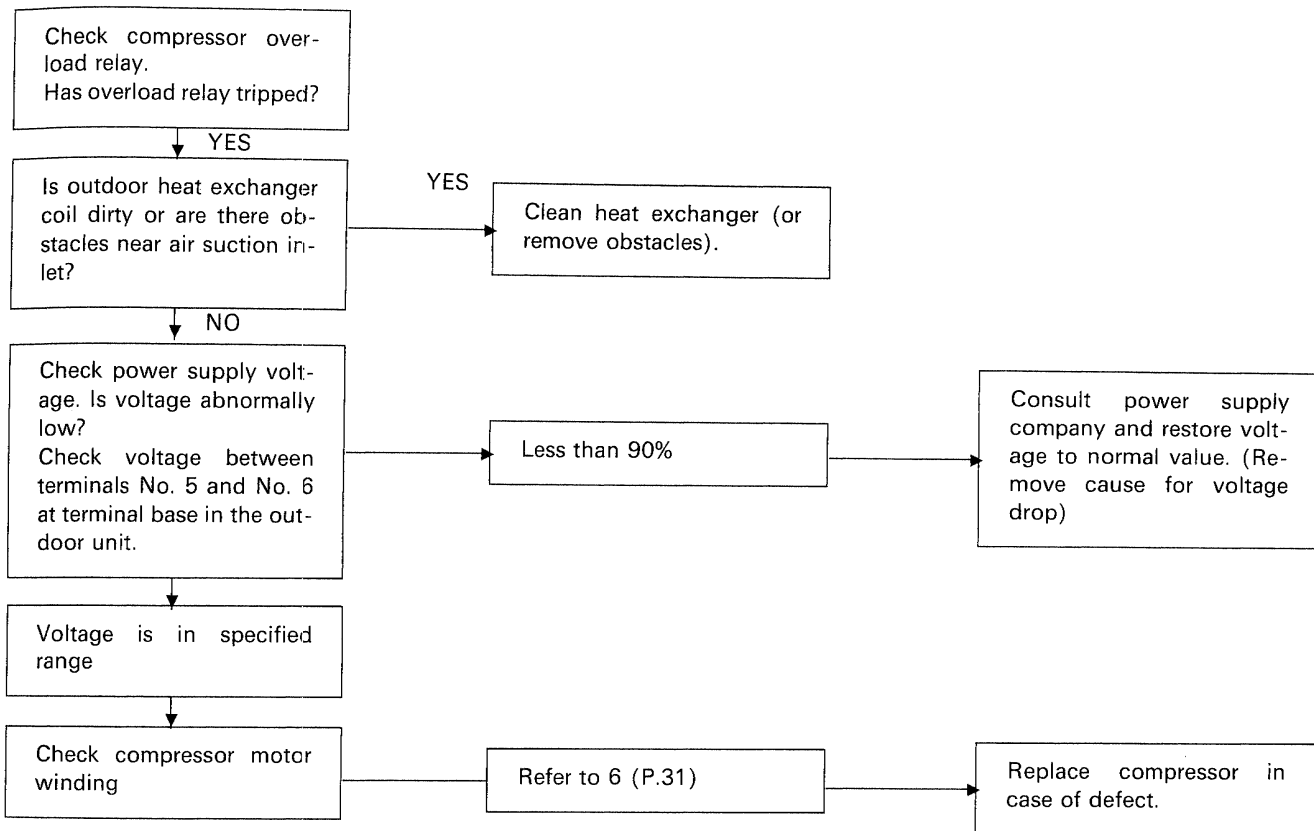 Check compressor over-
load relay.
Has overload relay tripped?
YES
Is outdoor heat exchanger
coil dirty or are there ob-
stacles near air suction in-
let?
YES
Clean heat exchanger (or
remove obstacles).
NO
Check power supply volt-
age. Is voltage abnormally
low?
Check voltage between
terminals No. 5 and No. 6
at terminal base in the out-
door unit.
Less than 90%
Consult power supply
company and restore volt-
age to normal value. (Re-
move cause for voltage
drop)
Voltage is in specified
range
Check compressor motor
winding
Refer to 6 (P.31)
Replace compressor in
case of defect.